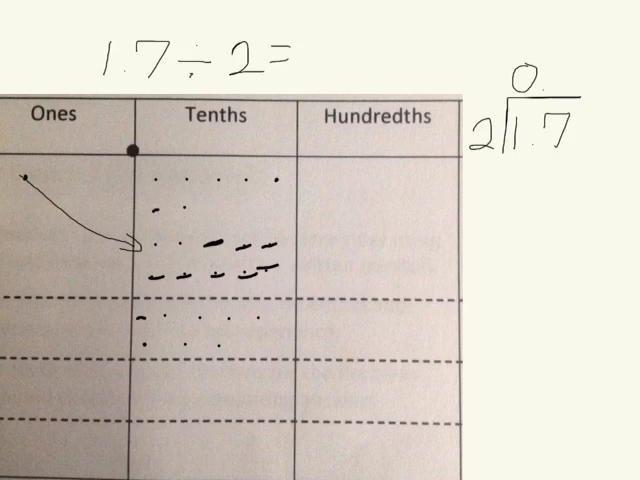 1.7 ÷ 2 =
0.
2 1.7
Ones Tenths Hundredths